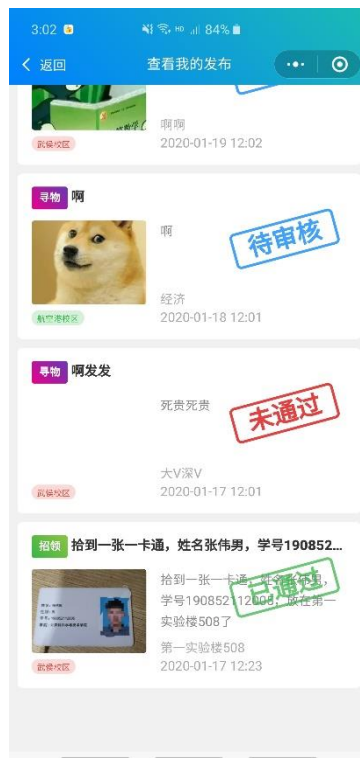 3:02 HD 84%
返回 查看我的发布
啊啊
武侯校区 2020-01-19 12:02
寻物 啊
啊
待审核
经济
航空港校区 2020-01-18 12:01
寻物 啊发发
死贵死贵
未通过
大V深V
武侯校区 2020-01-17 12:01
招领 拾到一张一卡通，姓名张伟男，学号190852...
拾到一张一卡通，姓名张伟男，
学号190852112008，放在第一
实验楼508了
已通过
第一实验楼508
武侯校区 2020-01-17 12:23